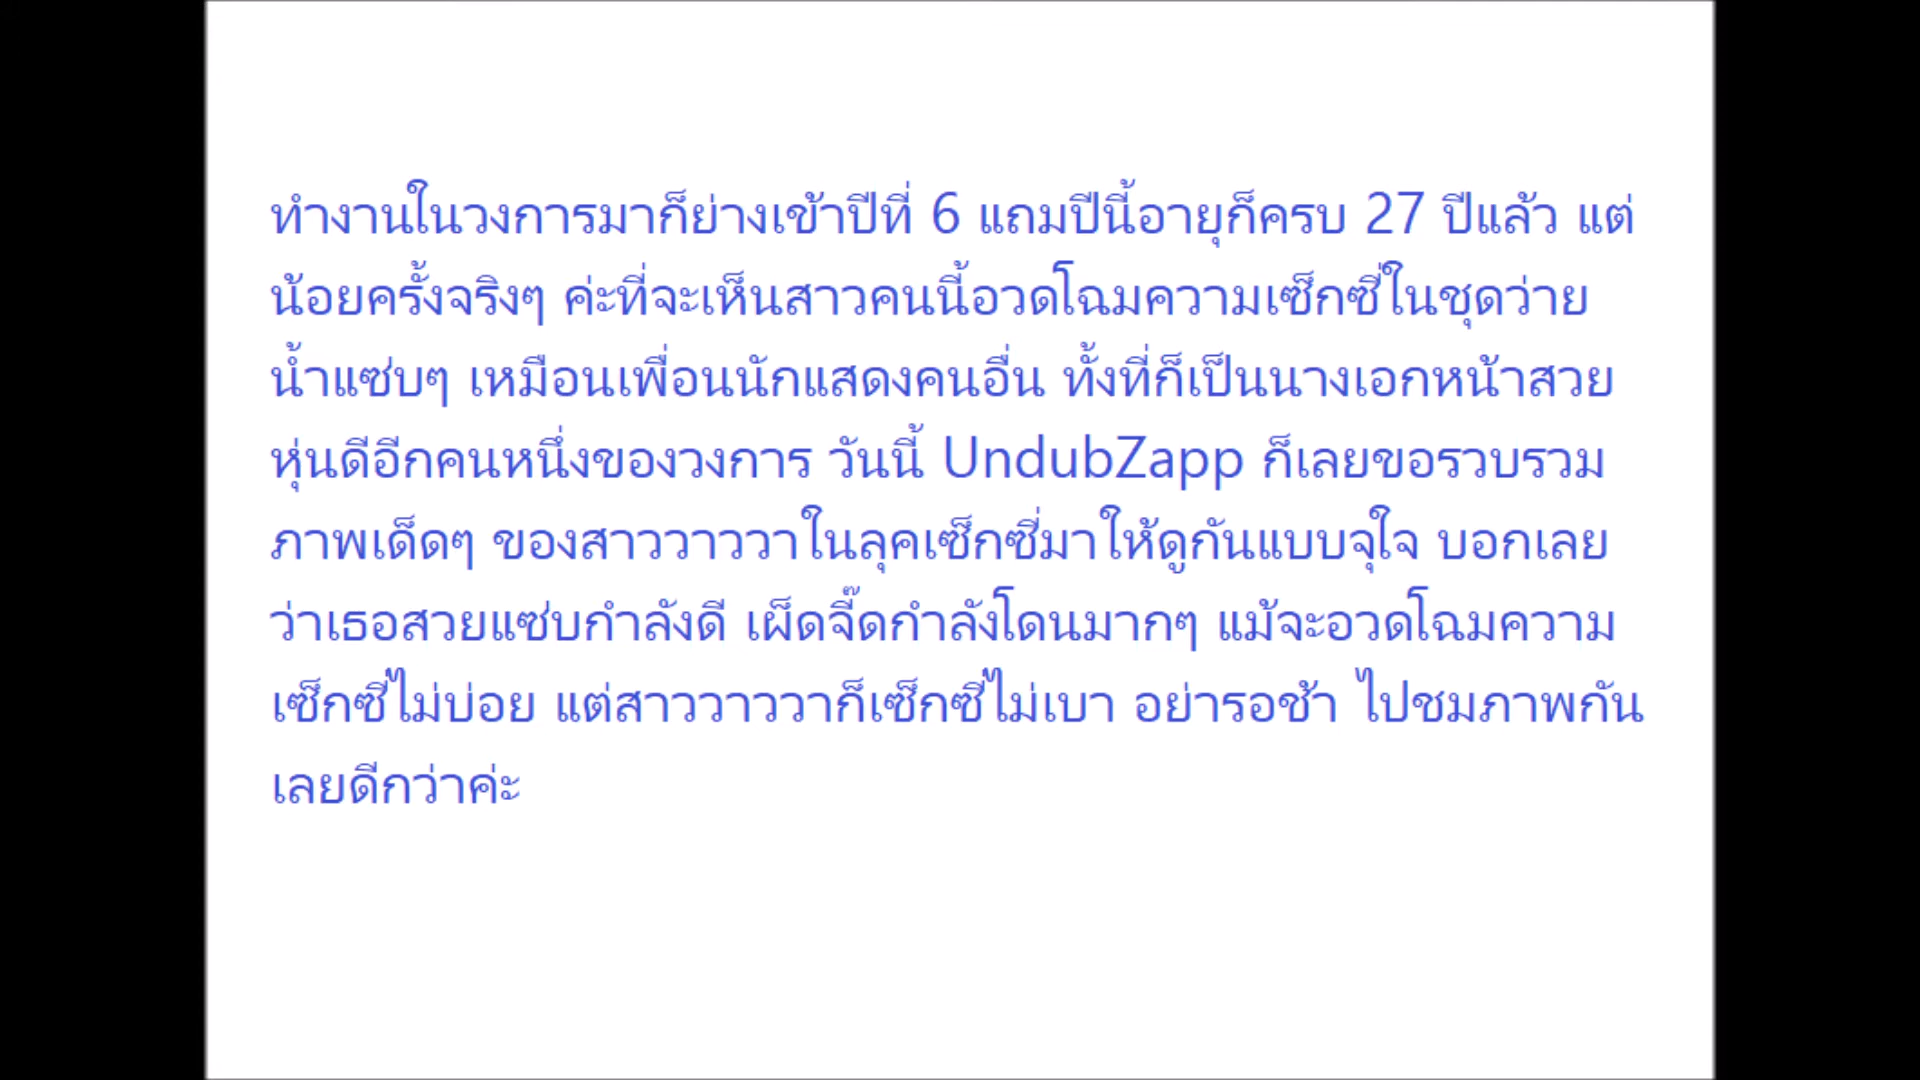 ทำงานในวงการมาก็ย่างเข้าปีที่ 6 แถมปีนี้อายุก็ครบ 27 ปีแล้ว แต่
น้อยครั้งจริงๆ ค่ะที่จะเห็นสาวคนนี้อวดโฉมความเซ็กซี่ในชุดว่าย
น้ำแซ่บๆ เหมือนเพื่อนนักแสดงคนอื่น ทั้งที่ก็เป็นนางเอกหน้าสวย
หุ่นดีอีกคนหนึ่งของวงการ วันนี้ UndubZapp ก็เลยขอรวบรวม
ภาพเด็ดๆ ของสาววาววาในลุคเซ็กซี่มาให้ดูกันแบบจุใจ บอกเลย
ว่าเธอสวยแซ่บกำลังดี เผ็ดจี๊ดกำลังโดนมากๆ แม้จะอวดโฉมความ
เซ็กซี่ไม่บ่อย แต่สาววาววาก็เซ็กซี่ไม่เบา อย่ารอช้า ไปชมภาพกัน
เลยดีกว่าค่ะ